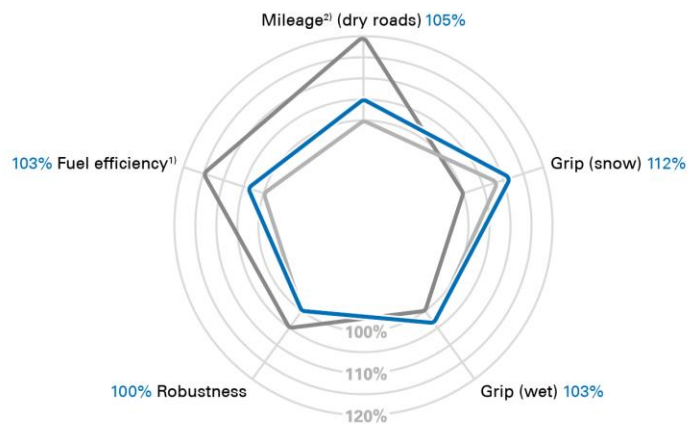 Mileage²⁾ (dry roads) 105%
103% Fuel efficiency¹⁾
Grip (snow) 112%
100%
110%
120%
100% Robustness
Grip (wet) 103%